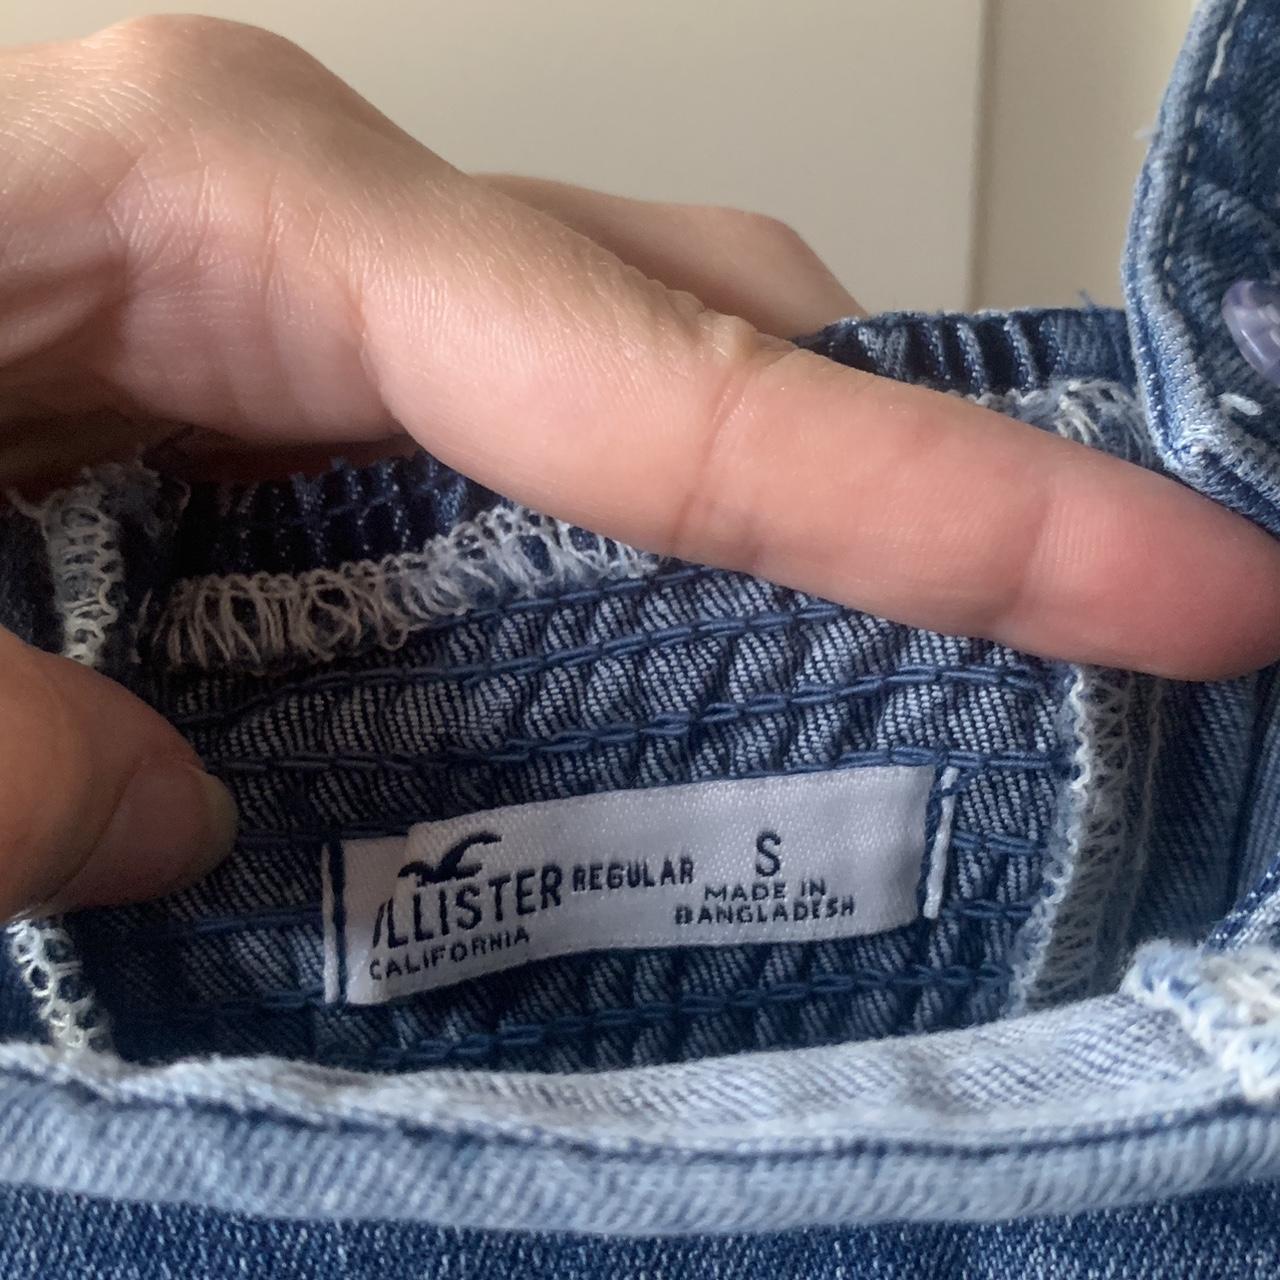 LLISTER REGULAR S
CALIFORNIA
MADE IN
BANGLADESH